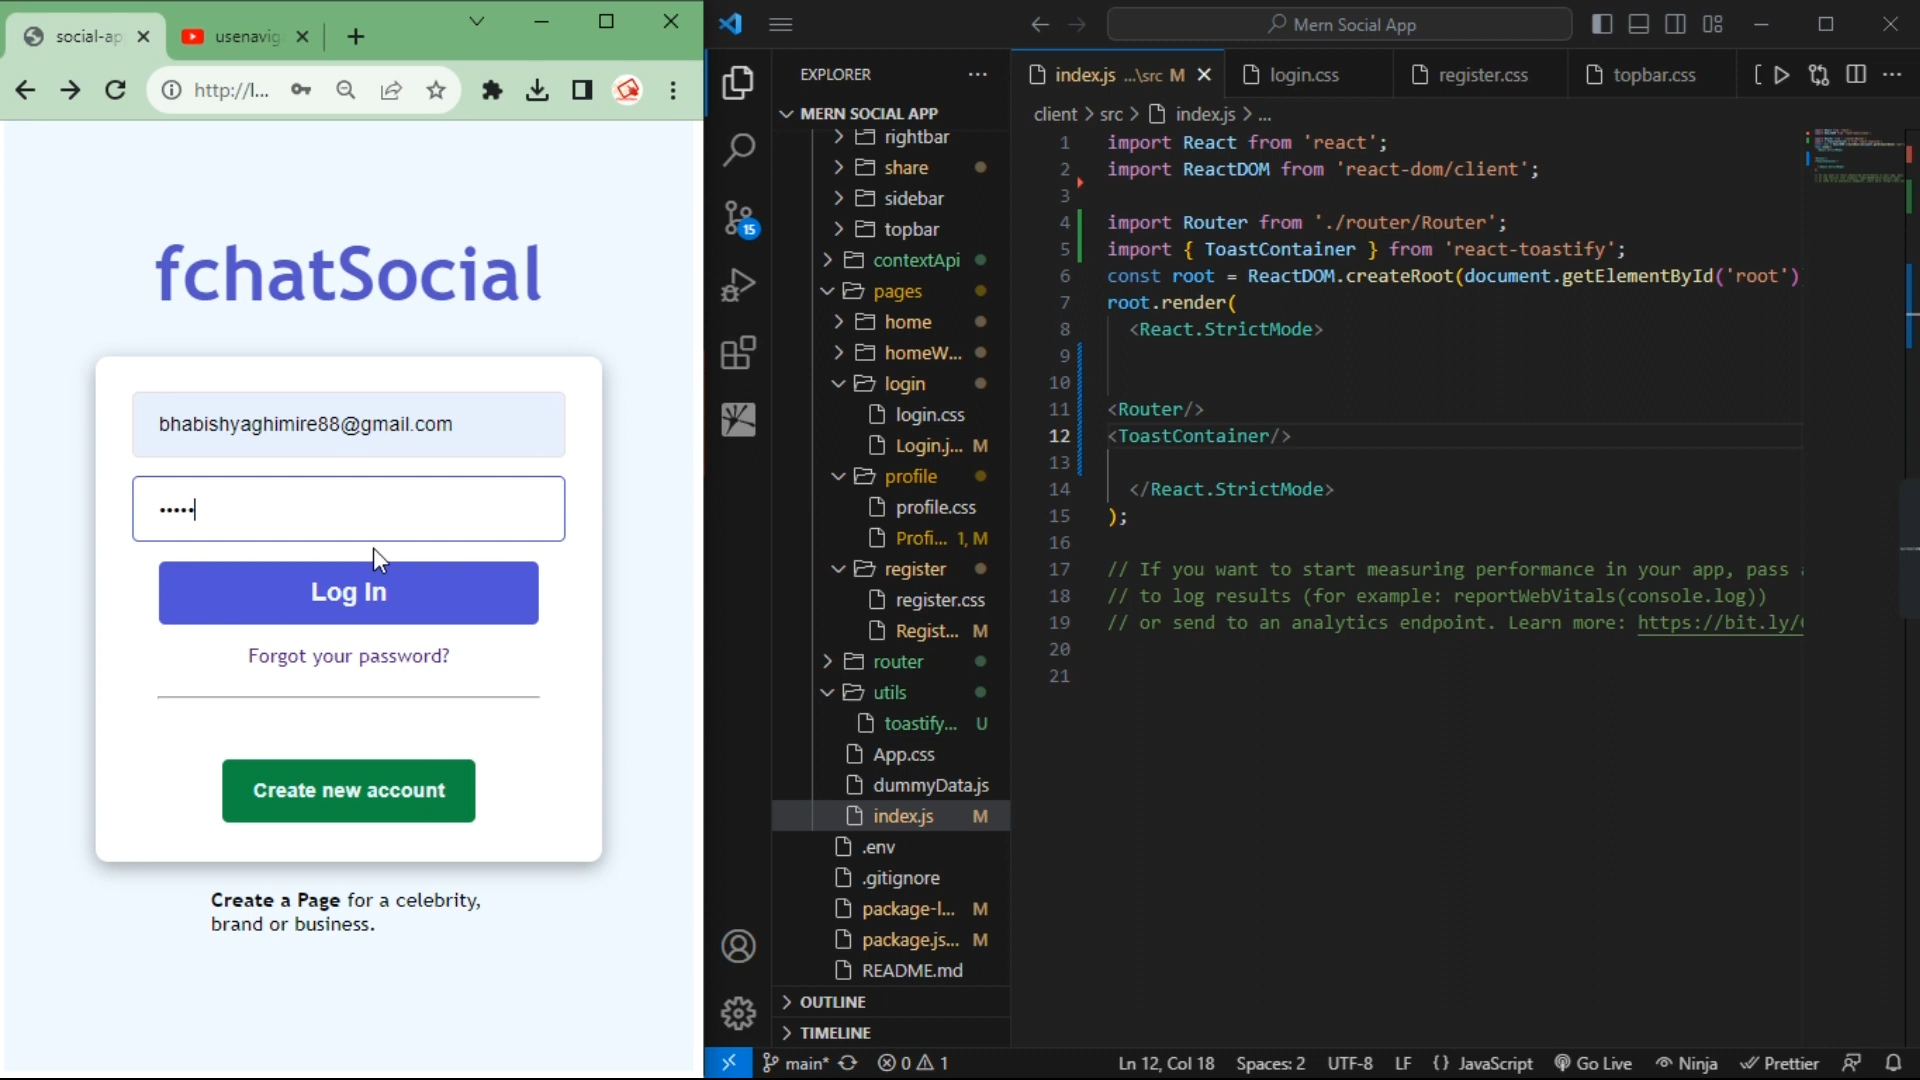 social-ap
usenavig
http://l...
fchatSocial
bhabishyaghimire88@gmail.com
•••••
Log In
Forgot your password?
Create new account
Create a Page for a celebrity,
brand or business.
Mern Social App
15
EXPLORER
MERN SOCIAL APP
rightbar
share
sidebar
topbar
contextApi
pages
home
homeW...
login
login.css
Login.j... M
profile
profile.css
Profi... 1, M
register
register.css
Regist... M
router
utils
toastify... U
App.css
dummyData.js
index.js M
.env
.gitignore
package-l... M
package.js... M
README.md
OUTLINE
TIMELINE
index.js ...\src M
login.css
register.css
topbar.css
client > src > index.js > ...
1 import React from 'react';
2 import ReactDOM from 'react-dom/client';
3
4 import Router from './router/Router';
5 import { ToastContainer } from 'react-toastify';
6 const root = ReactDOM.createRoot(document.getElementById('root')
7 root.render(
8 <React.StrictMode>
9
10
11 <Router/>
12 <ToastContainer/>
13
14 </React.StrictMode>
15 );
16
17 // If you want to start measuring performance in your app, pass
18 // to log results (for example: reportWebVitals(console.log))
19 // or send to an analytics endpoint. Learn more: https://bit.ly/
20
21
main* 0 1 Ln 12, Col 18 Spaces: 2 UTF-8 LF {} JavaScript Go Live Ninja Prettier